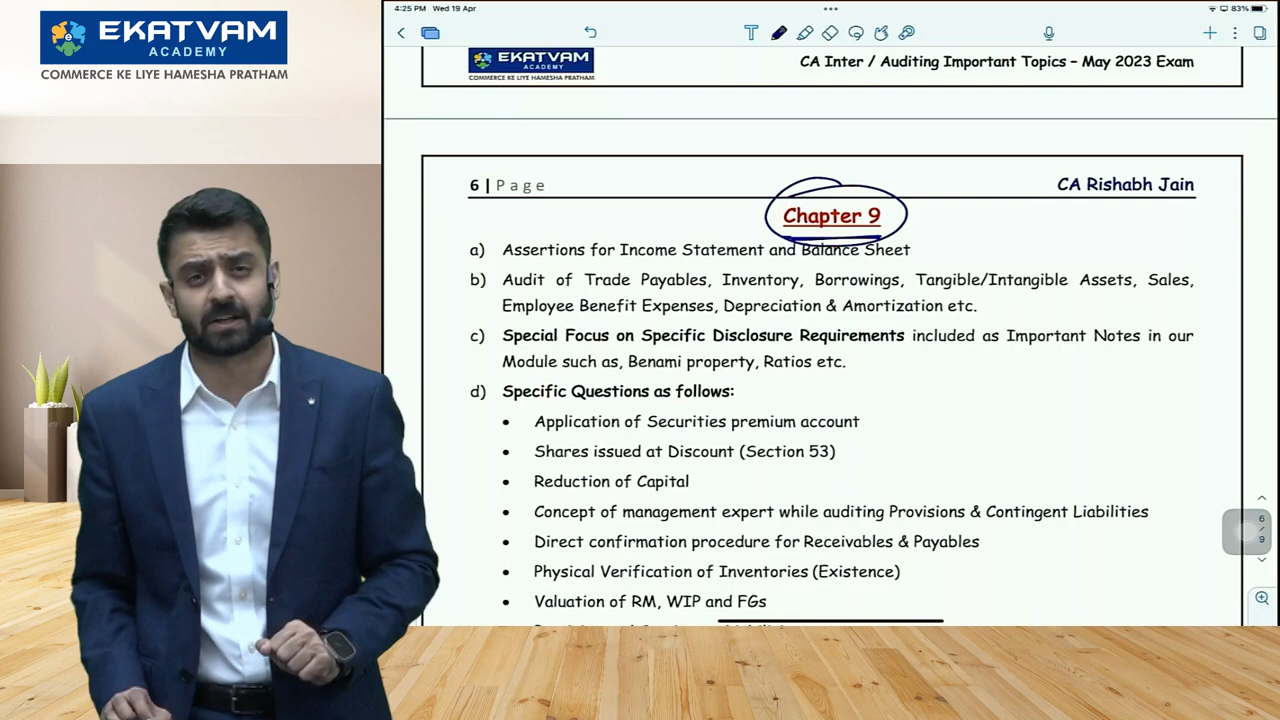 EKATVAM
ACADEMY
COMMERCE KE LIYE HAMESHA PRATHAM
4:25 PM Wed 19 Apr
83%
EKATVAM
ACADEMY
COMMERCE KE LIYE HAMESHA PRATHAM
CA Inter / Auditing Important Topics – May 2023 Exam
6 | Page
CA Rishabh Jain
Chapter 9
a) Assertions for Income Statement and Balance Sheet
b) Audit of Trade Payables, Inventory, Borrowings, Tangible/Intangible Assets, Sales,
Employee Benefit Expenses, Depreciation & Amortization etc.
c) Special Focus on Specific Disclosure Requirements included as Important Notes in our
Module such as, Benami property, Ratios etc.
d) Specific Questions as follows:
• Application of Securities premium account
• Shares issued at Discount (Section 53)
• Reduction of Capital
• Concept of management expert while auditing Provisions & Contingent Liabilities
• Direct confirmation procedure for Receivables & Payables
• Physical Verification of Inventories (Existence)
• Valuation of RM, WIP and FGs
6
/
9